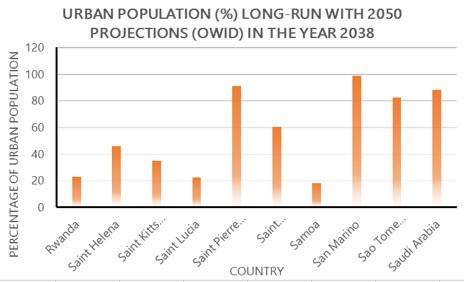 URBAN POPULATION (%) LONG-RUN WITH 2050
PROJECTIONS (OWID) IN THE YEAR 2038
PERCENTAGE OF URBAN POPULATION
120
100
80
60
40
20
0
Rwanda
Saint Helena
Saint Kitts...
Saint Lucia
Saint Pierre...
Saint...
Samoa
San Marino
Sao Tome...
Saudi Arabia
COUNTRY